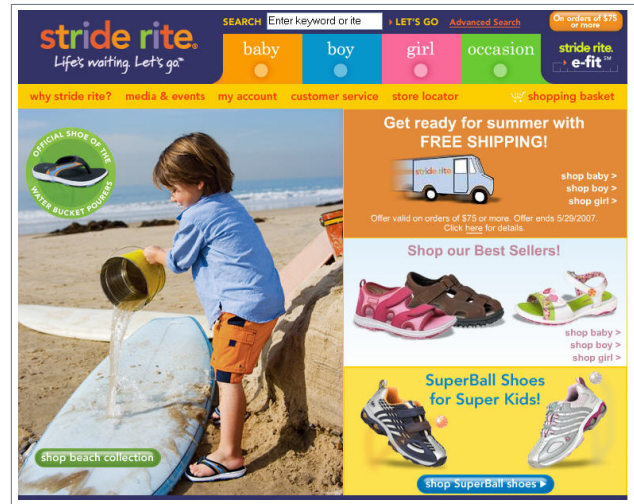 stride rite®
Life's waiting. Let's go.™
SEARCH Enter keyword or ite LET'S GO Advanced Search
On orders of $75
or more
baby boy girl occasion
stride rite.
e-fit SM
why stride rite? media & events my account customer service store locator shopping basket
OFFICIAL SHOE OF THE
WATER BUCKET POURERS
shop beach collection
Get ready for summer with
FREE SHIPPING!
stride rite
shop baby >
shop boy >
shop girl >
Offer valid on orders of $75 or more. Offer ends 5/29/2007.
Click here for details.
Shop our Best Sellers!
shop baby >
shop boy >
shop girl >
SuperBall Shoes
for Super Kids!
shop SuperBall shoes